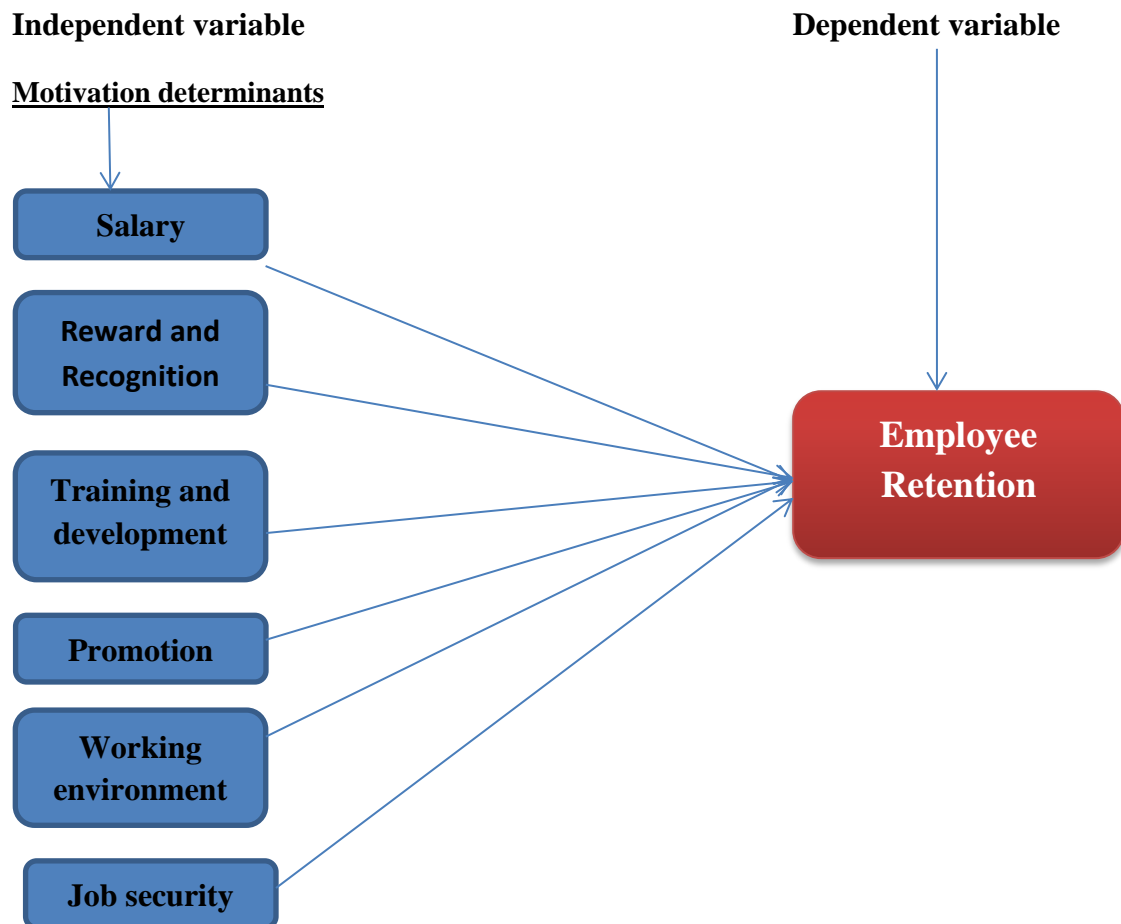 Independent variable
Dependent variable
Motivation determinants
Salary
Reward and
Recognition
Training and
development
Promotion
Working
environment
Job security
Employee
Retention